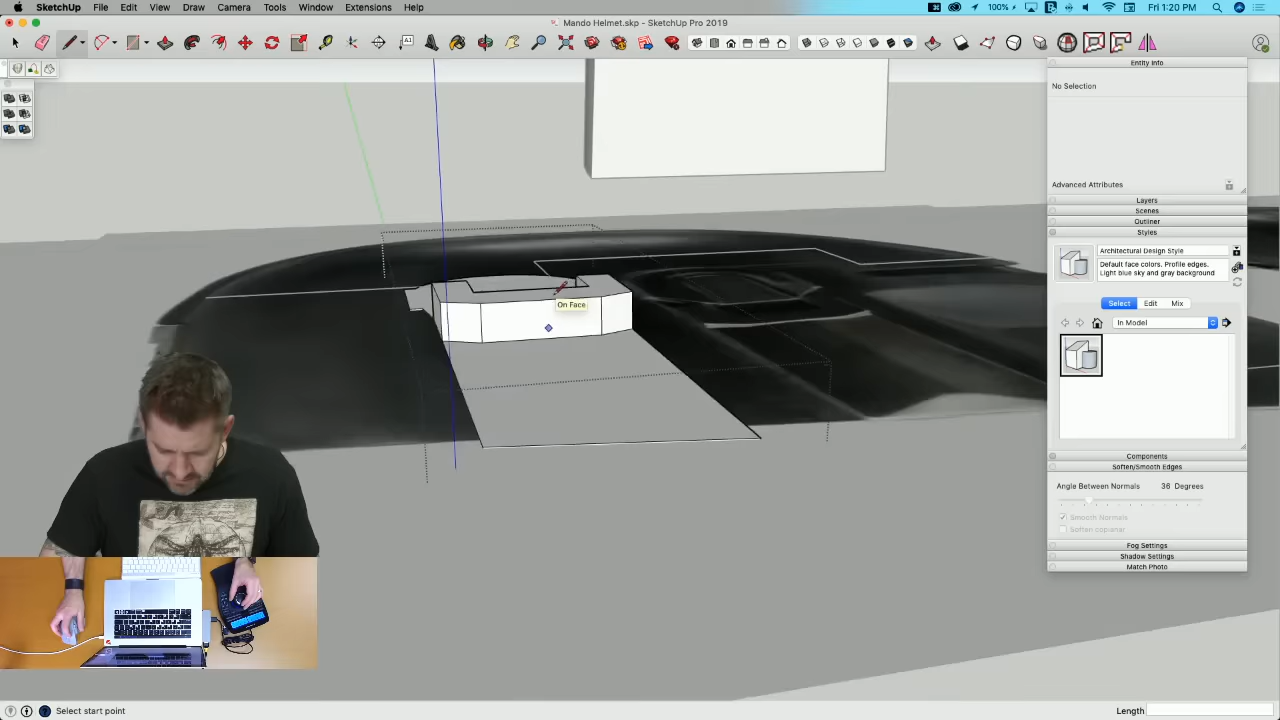 SketchUp File Edit View Draw Camera Tools Window Extensions Help
100% Fri 1:20 PM
Mando Helmet.skp - SketchUp Pro 2019
Entity Info
No Selection
Advanced Attributes
Layers
Scenes
Outliner
Styles
Architectural Design Style
Default face colors. Profile edges.
Light blue sky and gray background
Select Edit Mix
In Model
On Face
Components
Soften/Smooth Edges
Angle Between Normals 36 Degrees
Smooth Normals
Soften coplanar
Fog Settings
Shadow Settings
Match Photo
Select start point
Length